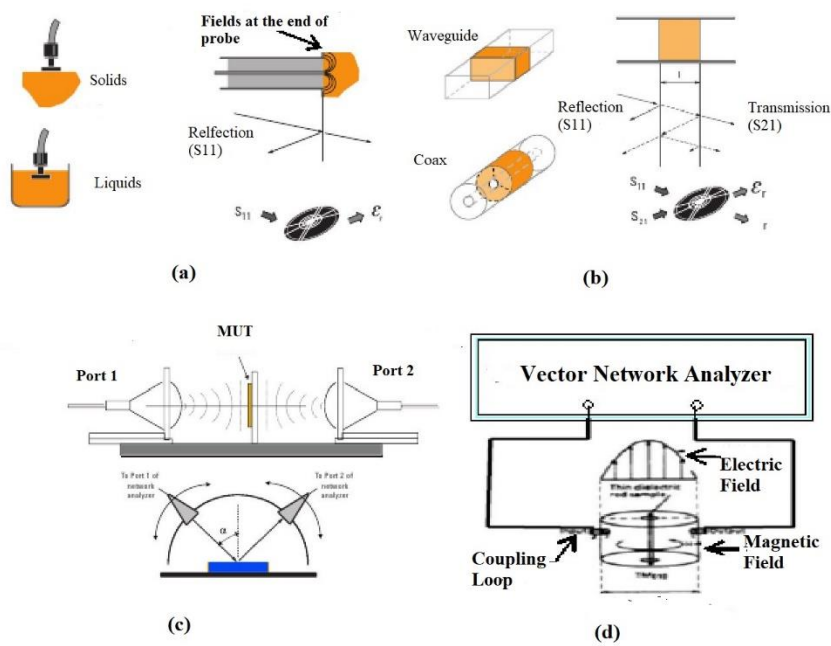 Solids
Liquids
Fields at the end of
probe
Relfection
(S11)
S11
εr
(a)
Waveguide
Coax
l
Reflection
(S11)
Transmission
(S21)
S11
S21
εr
r
(b)
MUT
Port 1
Port 2
To Port 1 of
network
analyzer
To Port 2 of
network
analyzer
α
(c)
Vector Network Analyzer
Electric
Field
Thin dielectric
rod sample
Coupling
Loop
Magnetic
Field
TM010
(d)